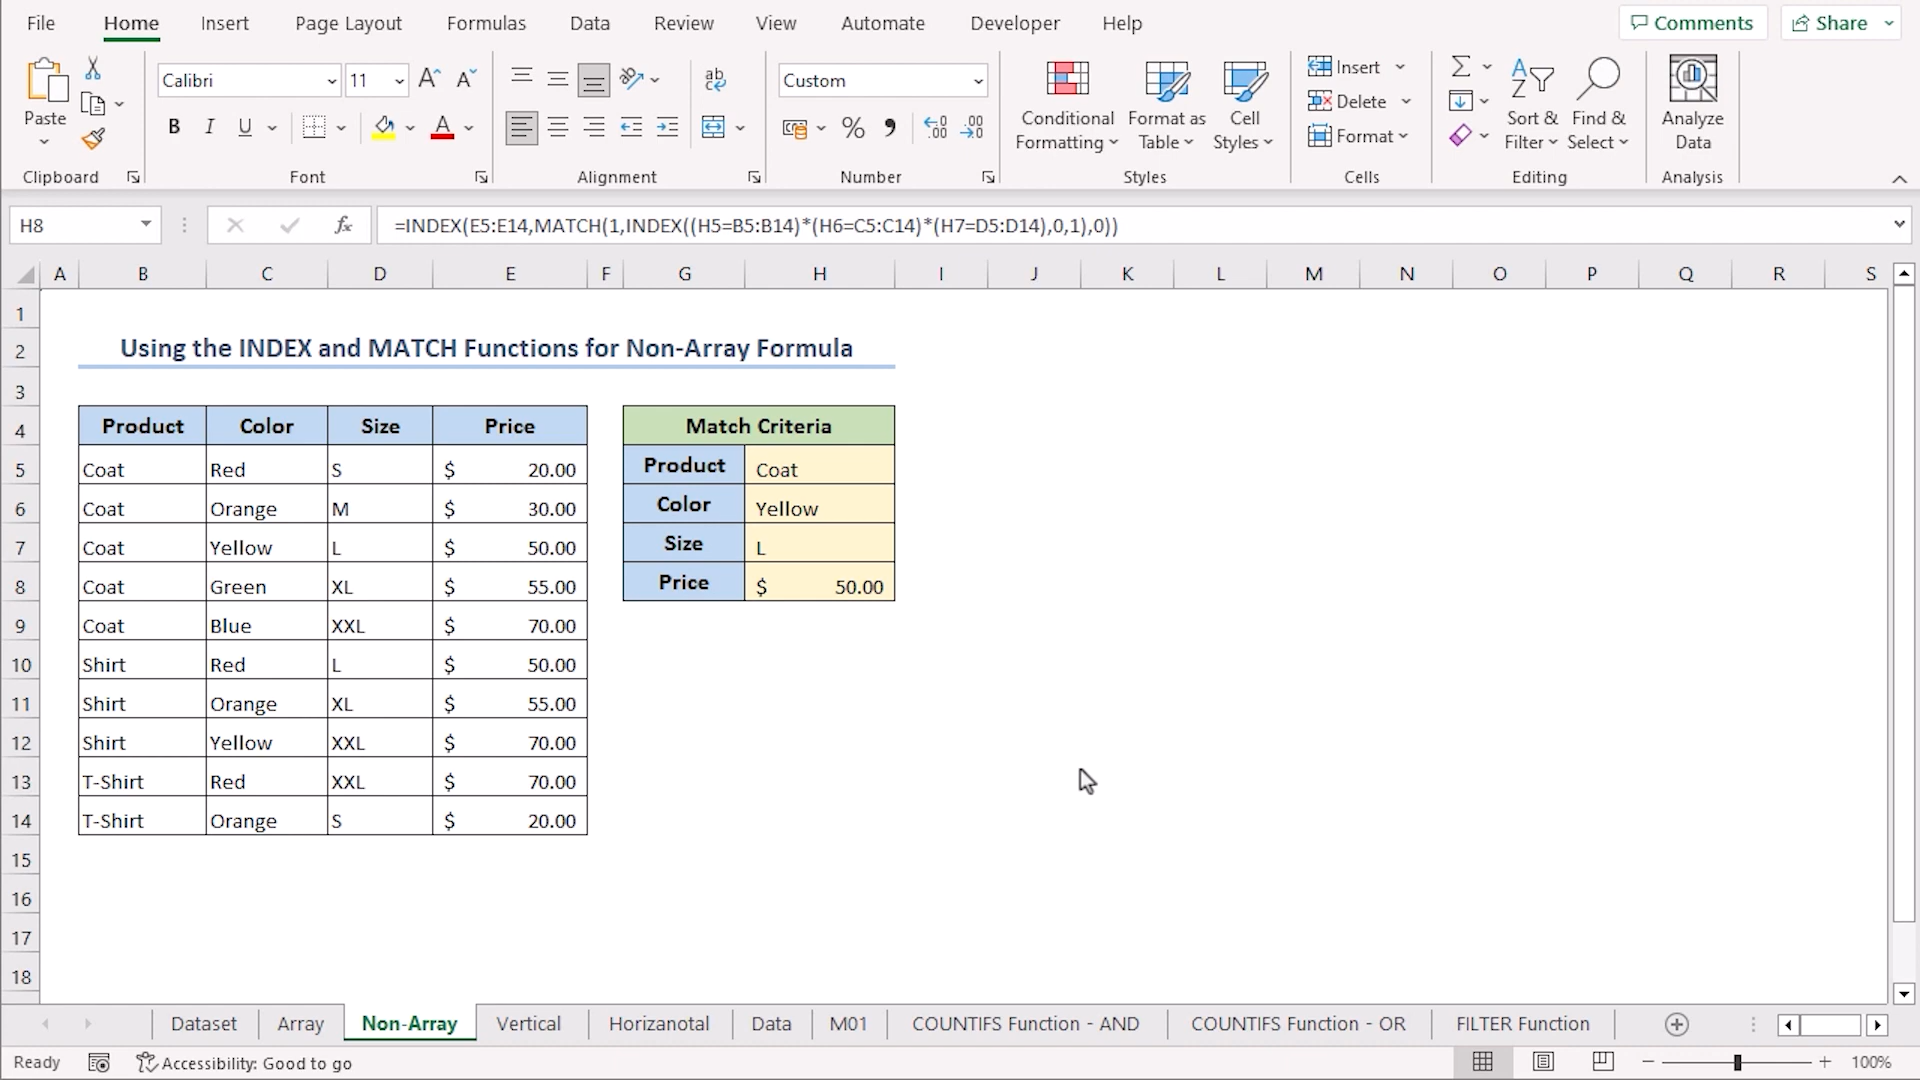 File Home Insert Page Layout Formulas Data Review View Automate Developer Help Comments Share
Calibri 11 A A ab Custom Insert
Paste Conditional Format as Cell Delete Sort & Find & Analyze
B I U A % Formatting Table Styles Format Filter Select Data
Clipboard Font Alignment Number Styles Cells Editing Analysis
H8 fx =INDEX(E5:E14,MATCH(1,INDEX((H5=B5:B14)*(H6=C5:C14)*(H7=D5:D14),0,1),0))
A B C D E F G H I J K L M N O P Q R S
1
2 Using the INDEX and MATCH Functions for Non-Array Formula
3
4 Product Color Size Price Match Criteria
5 Coat Red S $ 20.00 Product Coat
6 Coat Orange M $ 30.00 Color Yellow
7 Coat Yellow L $ 50.00 Size L
8 Coat Green XL $ 55.00 Price $ 50.00
9 Coat Blue XXL $ 70.00
10 Shirt Red L $ 50.00
11 Shirt Orange XL $ 55.00
12 Shirt Yellow XXL $ 70.00
13 T-Shirt Red XXL $ 70.00
14 T-Shirt Orange S $ 20.00
15
16
17
18
Dataset Array Non-Array Vertical Horizanotal Data M01 COUNTIFS Function - AND COUNTIFS Function - OR FILTER Function
Ready Accessibility: Good to go 100%